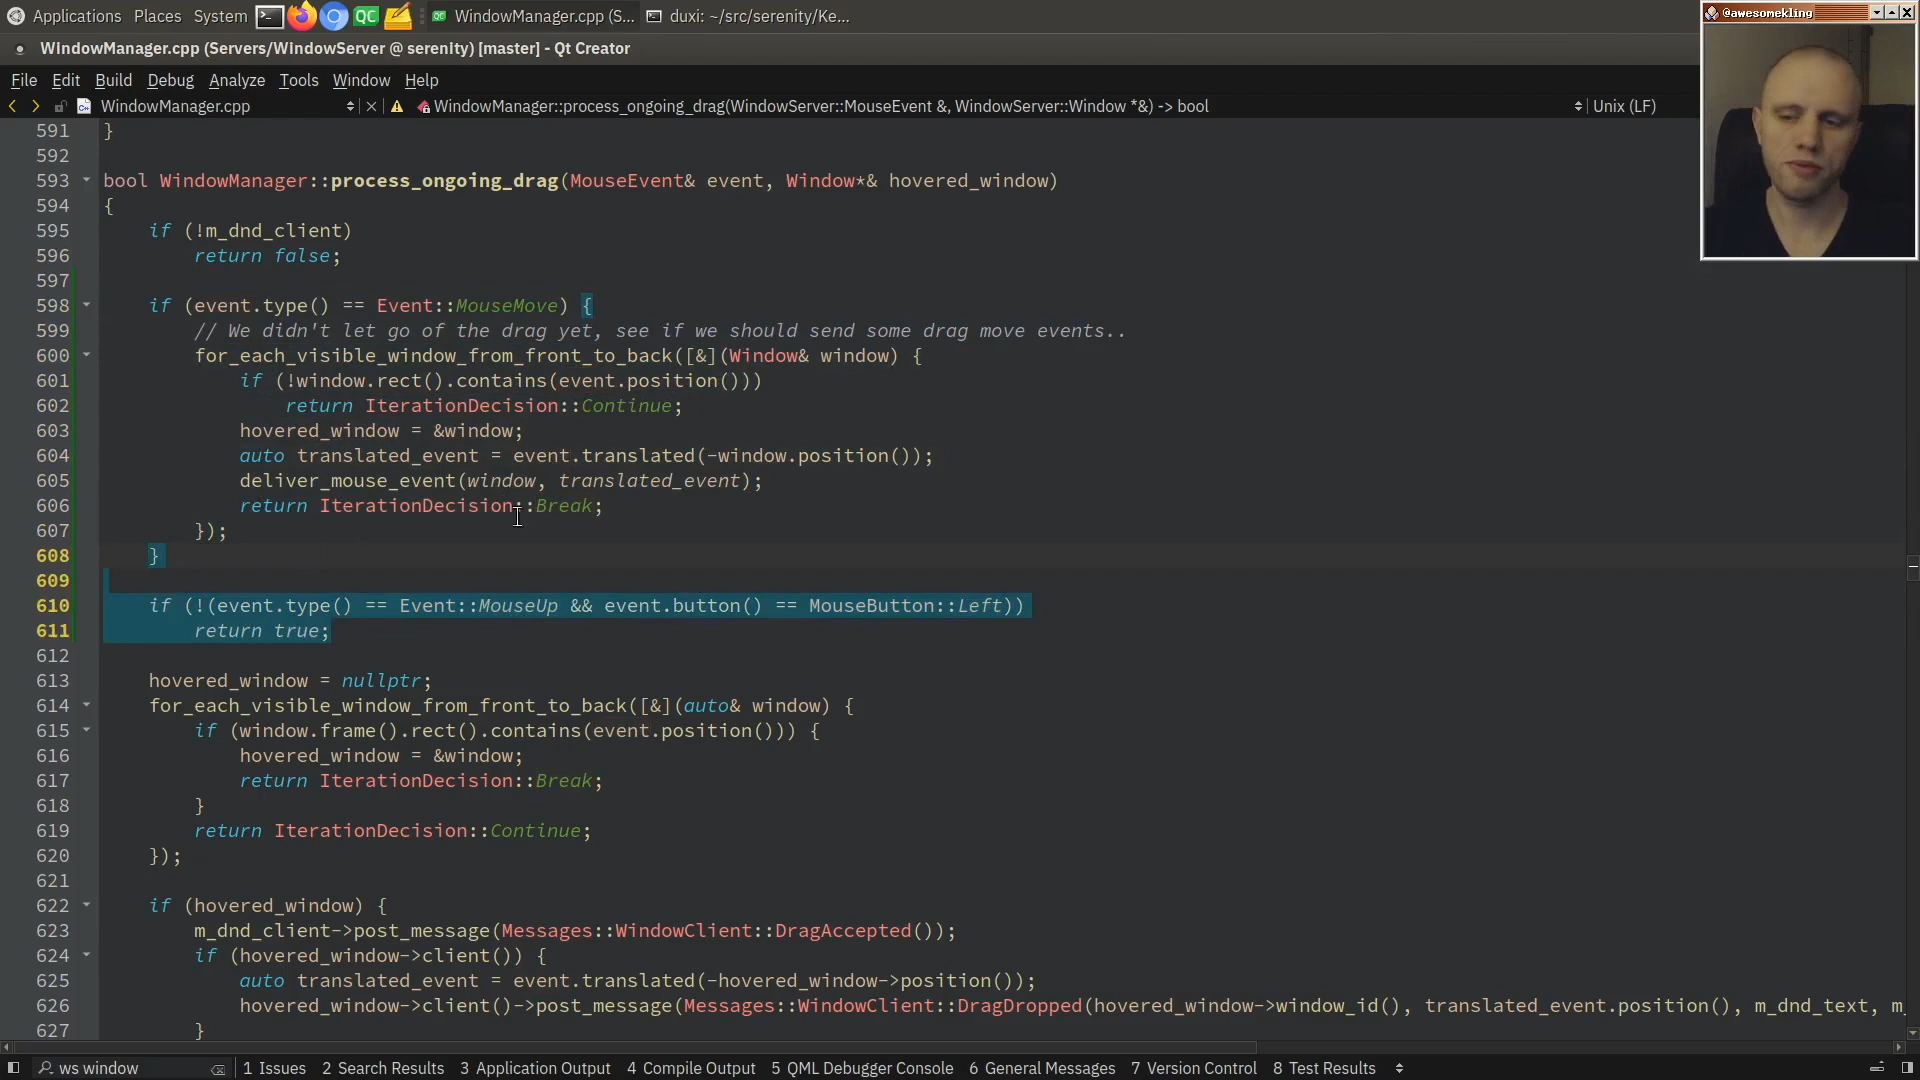 Applications Places System QC WindowManager.cpp (S... duxi: ~/src/serenity/Ke...
@awesomekling
WindowManager.cpp (Servers/WindowServer @ serenity) [master] - Qt Creator
File Edit Build Debug Analyze Tools Window Help
WindowManager.cpp WindowManager::process_ongoing_drag(WindowServer::MouseEvent &, WindowServer::Window *&) -> bool Unix (LF)
591 }
592
593 bool WindowManager::process_ongoing_drag(MouseEvent& event, Window*& hovered_window)
594 {
595     if (!m_dnd_client)
596         return false;
597
598     if (event.type() == Event::MouseMove) {
599         // We didn't let go of the drag yet, see if we should send some drag move events..
600         for_each_visible_window_from_front_to_back([&](Window& window) {
601             if (!window.rect().contains(event.position()))
602                 return IterationDecision::Continue;
603             hovered_window = &window;
604             auto translated_event = event.translated(-window.position());
605             deliver_mouse_event(window, translated_event);
606             return IterationDecision::Break;
607         });
608     }
609
610     if (!(event.type() == Event::MouseUp && event.button() == MouseButton::Left))
611         return true;
612
613     hovered_window = nullptr;
614     for_each_visible_window_from_front_to_back([&](auto& window) {
615         if (window.frame().rect().contains(event.position())) {
616             hovered_window = &window;
617             return IterationDecision::Break;
618         }
619         return IterationDecision::Continue;
620     });
621
622     if (hovered_window) {
623         m_dnd_client->post_message(Messages::WindowClient::DragAccepted());
624         if (hovered_window->client()) {
625             auto translated_event = event.translated(-hovered_window->position());
626             hovered_window->client()->post_message(Messages::WindowClient::DragDropped(hovered_window->window_id(), translated_event.position(), m_dnd_text, m_
627         }
ws window 1 Issues 2 Search Results 3 Application Output 4 Compile Output 5 QML Debugger Console 6 General Messages 7 Version Control 8 Test Results